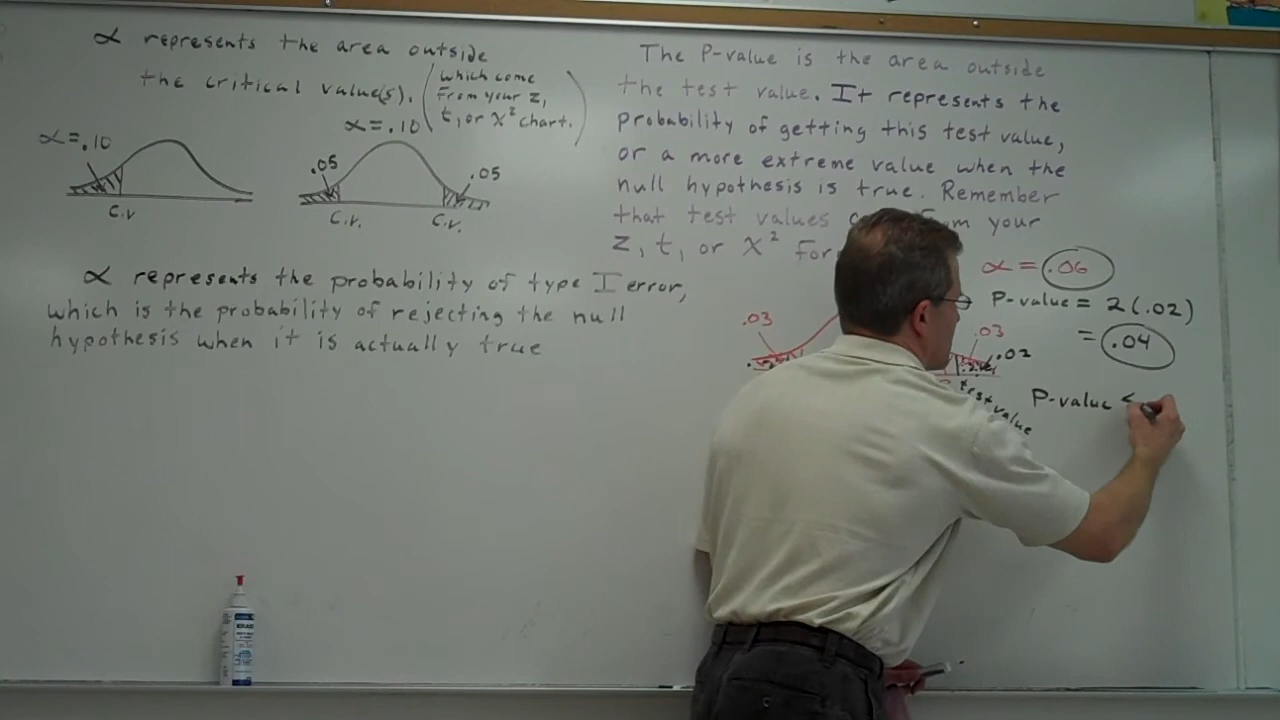 α represents the area outside
the critical value(s). (which come
from your z,
t, or χ² chart.)
α=.10
C.V
α=.10
.05
.05
C.V.
C.V.
α represents the probability of type I error,
which is the probability of rejecting the null
hypothesis when it is actually true
The P-value is the area outside
the test value. It represents the
probability of getting this test value,
or a more extreme value when the
null hypothesis is true. Remember
that test values your
z, t, or χ² for
α = .06
P-value = 2(.02)
= .04
.03
.03
.02
test value
P-value <